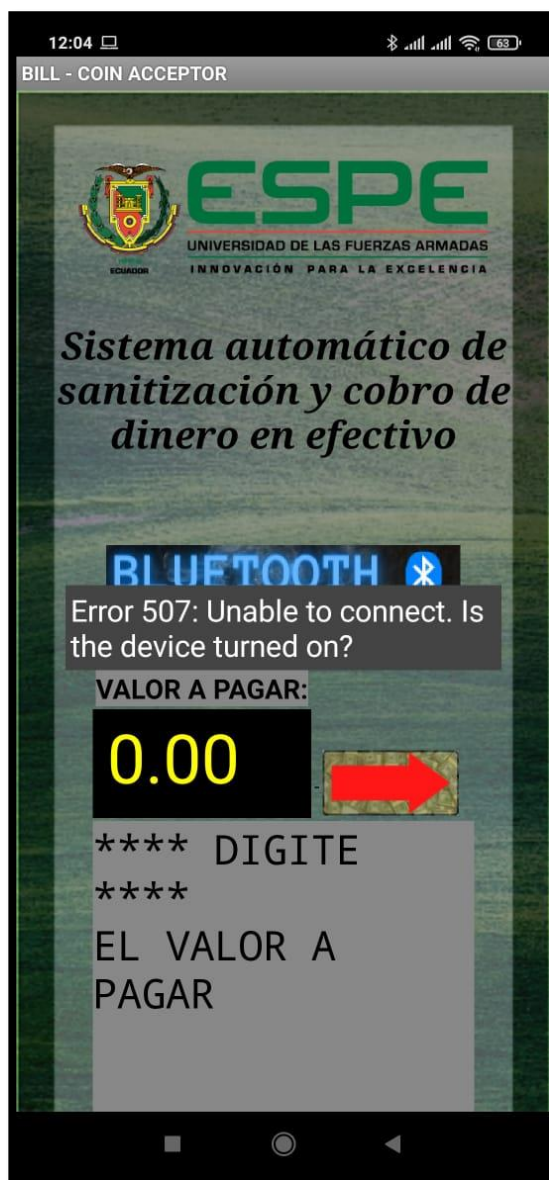 12:04
63
BILL - COIN ACCEPTOR
ESPE
UNIVERSIDAD DE LAS FUERZAS ARMADAS
INNOVACIÓN PARA LA EXCELENCIA
ECUADOR
Sistema automático de
sanitización y cobro de
dinero en efectivo
BLUETOOTH
Error 507: Unable to connect. Is
the device turned on?
VALOR A PAGAR:
0.00
**** DIGITE
****
EL VALOR A
PAGAR